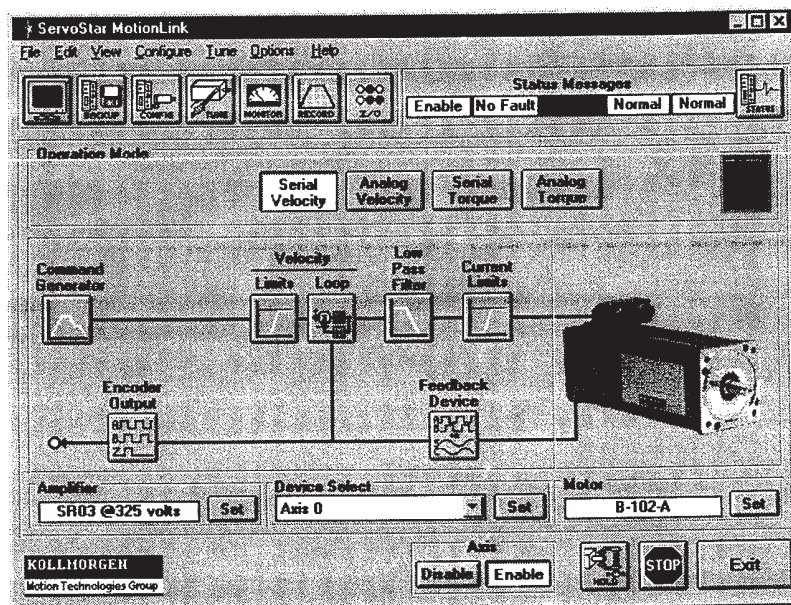 ServoStar MotionLink
File Edit View Configure Tune Options Help
BACKUP CONFIG TUNE MONITOR RECORD I/O
Status Messages
Enable No Fault Normal Normal
STATUS
Operation Mode
Serial Velocity
Analog Velocity
Serial Torque
Analog Torque
Command Generator
Velocity
Limits Loop
Low Pass Filter
Current Limits
Encoder Output
A
B
Z
Feedback Device
Amplifier
SR03 @325 volts Set
Device Select
Axis 0 Set
Motor
B-102-A Set
KOLLMORGEN
Motion Technologies Group
Axis
Disable Enable
HOLD
STOP
Exit